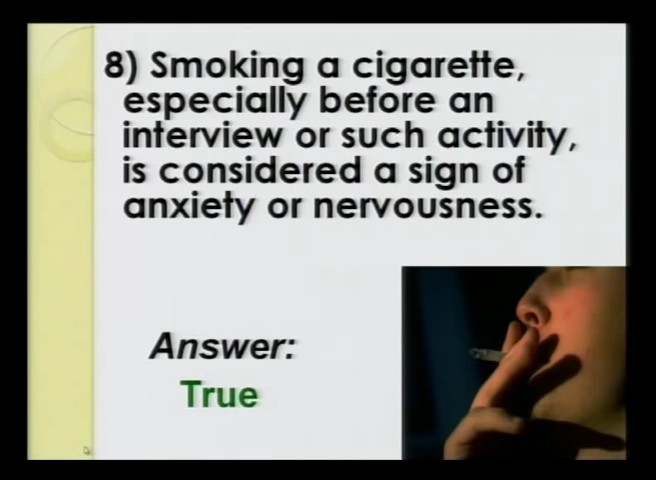 8) Smoking a cigarette,
especially before an
interview or such activity,
is considered a sign of
anxiety or nervousness.
Answer:
True